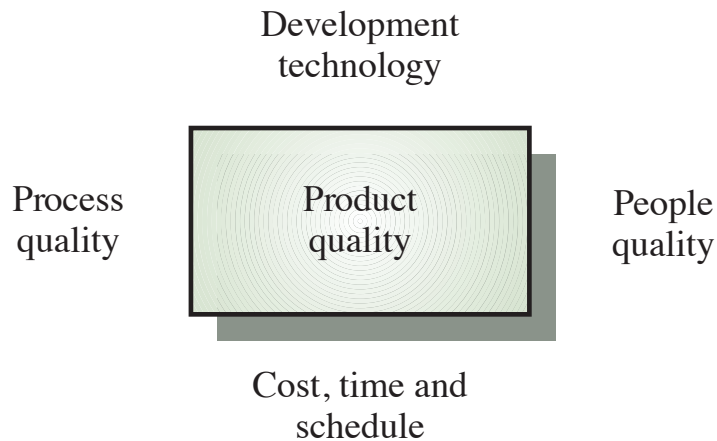 Development
technology
Process
quality
Product
quality
People
quality
Cost, time and
schedule